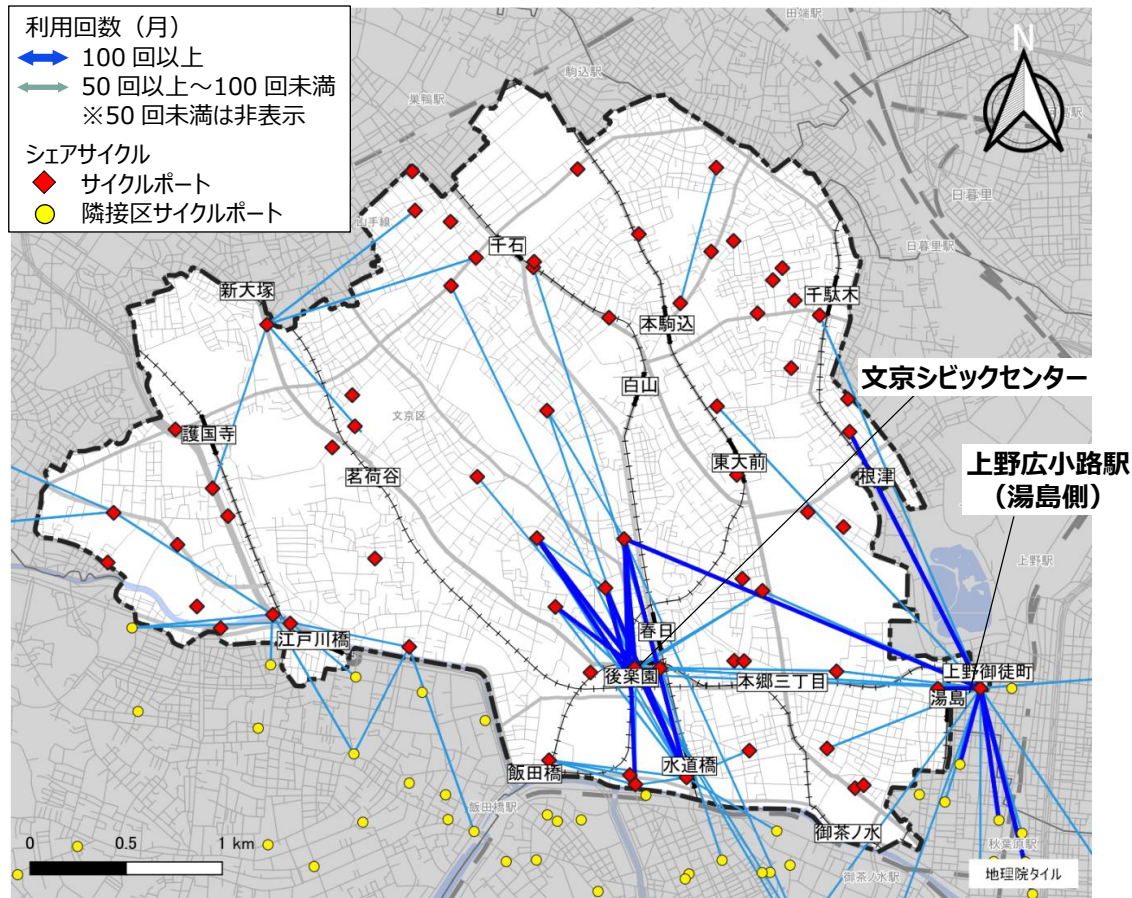 利用回数（月）
100 回以上
50 回以上～100 回未満
※50 回未満は非表示
シェアサイクル
サイクルポート
隣接区サイクルポート
N
田端駅
駒込駅
巣鴨駅
山手線
日暮里
日暮里駅
千石
新大塚
千駄木
本駒込
白山
文京シビックセンター
文京区
護国寺
茗荷谷
東大前
根津
上野広小路駅
（湯島側）
上野駅
春日
江戸川橋
後楽園
本郷三丁目
上野御徒町
湯島
飯田橋
水道橋
飯田橋駅
御茶ノ水
秋葉原駅
御茶ノ水駅
0 0.5 1 km
地理院タイル